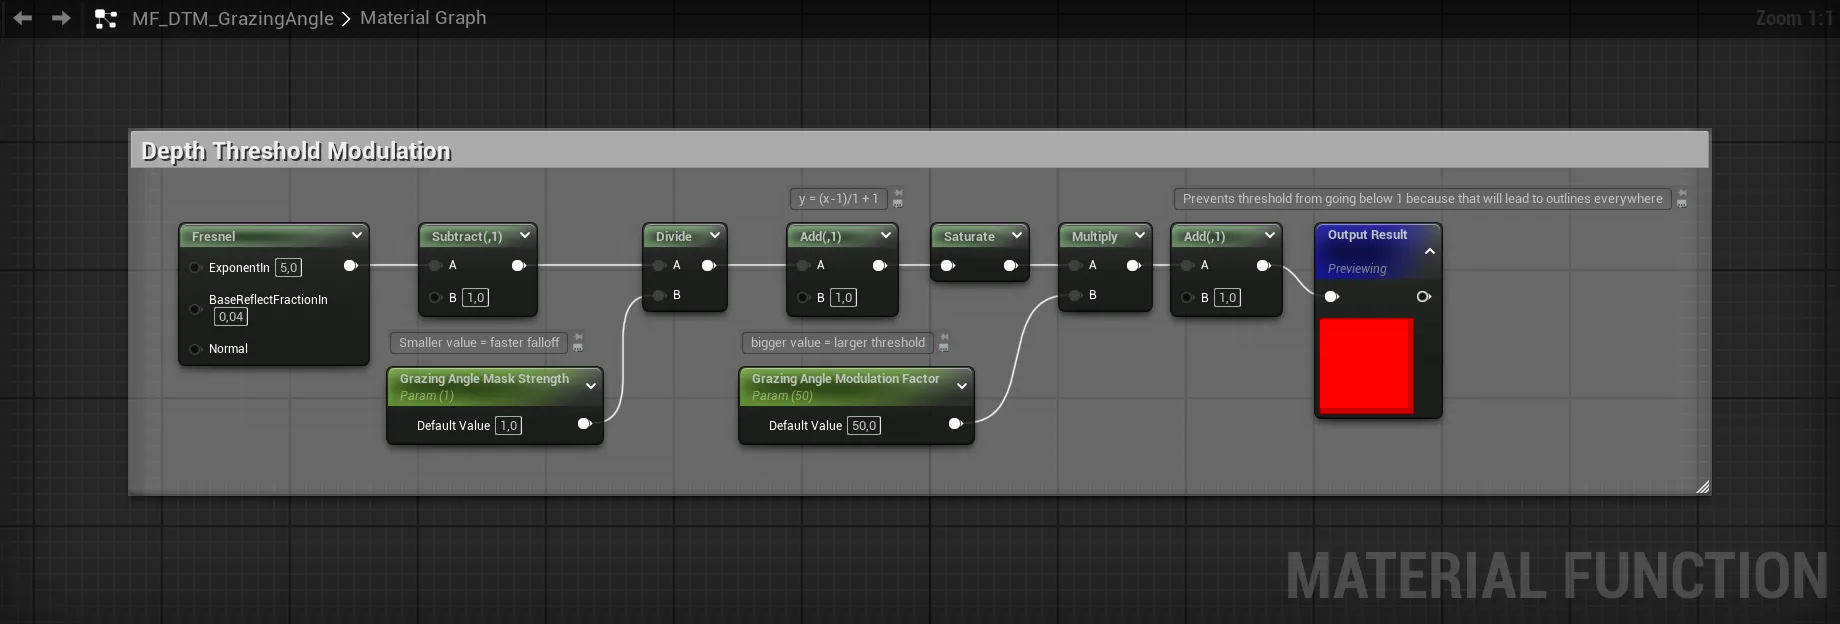 MF_DTM_GrazingAngle > Material Graph
Zoom 1:1
Depth Threshold Modulation
y = (x-1)/1 + 1
Prevents threshold from going below 1 because that will lead to outlines everywhere
Fresnel
ExponentIn 5,0
BaseReflectFractionIn
0,04
Normal
Subtract(,1)
A
B 1,0
Divide
A
B
Add(,1)
A
B 1,0
Saturate
Multiply
A
B
Add(,1)
A
B 1,0
Output Result
Previewing
Smaller value = faster falloff
Grazing Angle Mask Strength
Param (1)
Default Value 1,0
bigger value = larger threshold
Grazing Angle Modulation Factor
Param (50)
Default Value 50,0
MATERIAL FUNCTION